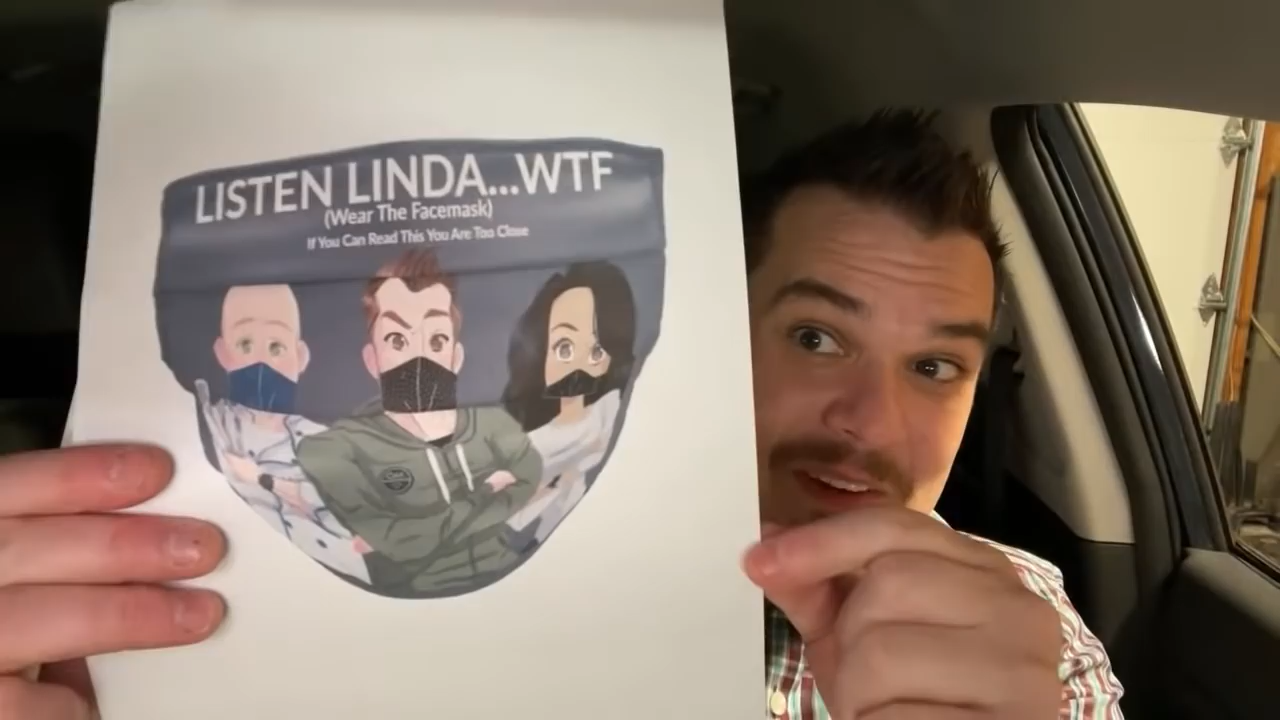 LISTEN LINDA...WTF
(Wear The Facemask)
If You Can Read This You Are Too Close